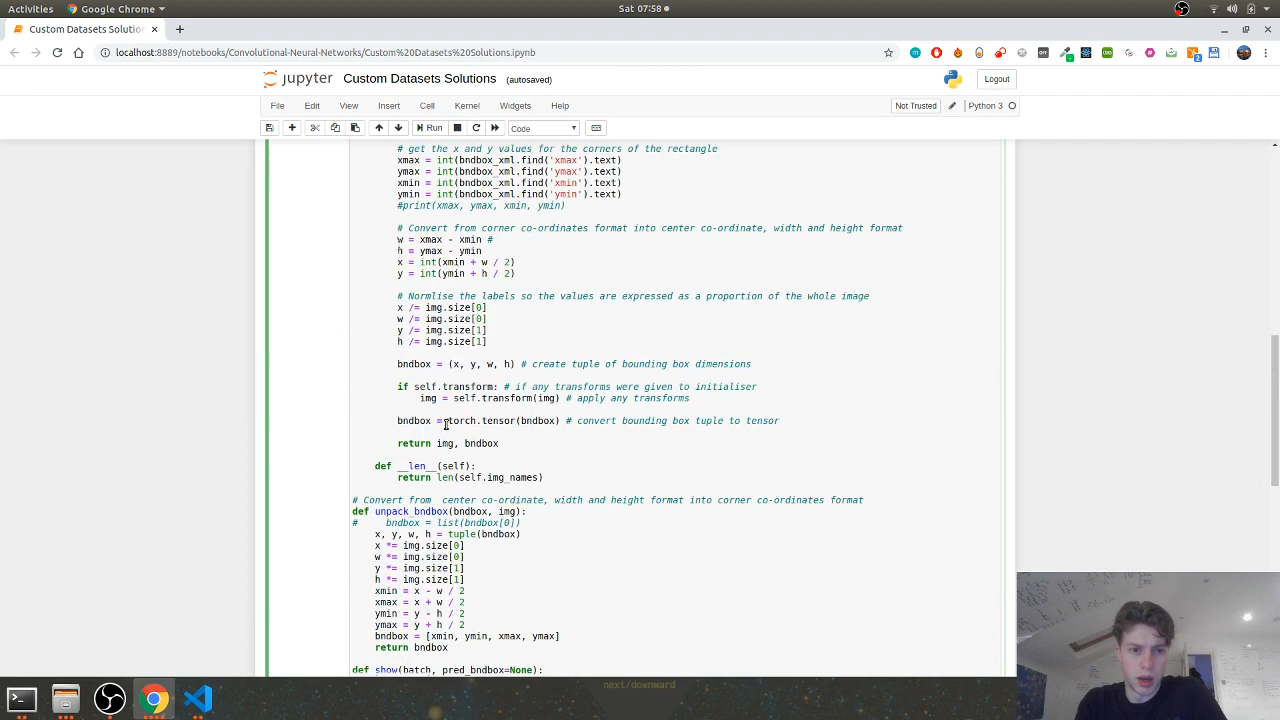 Activities
Google Chrome
Sat 07:58
Custom Datasets Solution
localhost:8889/notebooks/Convolutional-Neural-Networks/Custom%20Datasets%20Solutions.ipynb
jupyter Custom Datasets Solutions (autosaved)
Logout
File Edit View Insert Cell Kernel Widgets Help
Not Trusted
Python 3
Run
Code
# get the x and y values for the corners of the rectangle
xmax = int(bndbox_xml.find('xmax').text)
ymax = int(bndbox_xml.find('ymax').text)
xmin = int(bndbox_xml.find('xmin').text)
ymin = int(bndbox_xml.find('ymin').text)
#print(xmax, ymax, xmin, ymin)
# Convert from corner co-ordinates format into center co-ordinate, width and height format
w = xmax - xmin #
h = ymax - ymin
x = int(xmin + w / 2)
y = int(ymin + h / 2)
# Normlise the labels so the values are expressed as a proportion of the whole image
x /= img.size[0]
w /= img.size[0]
y /= img.size[1]
h /= img.size[1]
bndbox = (x, y, w, h) # create tuple of bounding box dimensions
if self.transform: # if any transforms were given to initialiser
img = self.transform(img) # apply any transforms
bndbox = torch.tensor(bndbox) # convert bounding box tuple to tensor
return img, bndbox
def __len__(self):
return len(self.img_names)
# Convert from  center co-ordinate, width and height format into corner co-ordinates format
def unpack_bndbox(bndbox, img):
#     bndbox = list(bndbox[0])
x, y, w, h = tuple(bndbox)
x *= img.size[0]
w *= img.size[0]
y *= img.size[1]
h *= img.size[1]
xmin = x - w / 2
xmax = x + w / 2
ymin = y - h / 2
ymax = y + h / 2
bndbox = [xmin, ymin, xmax, ymax]
return bndbox
def show(batch, pred_bndbox=None):
next/downward